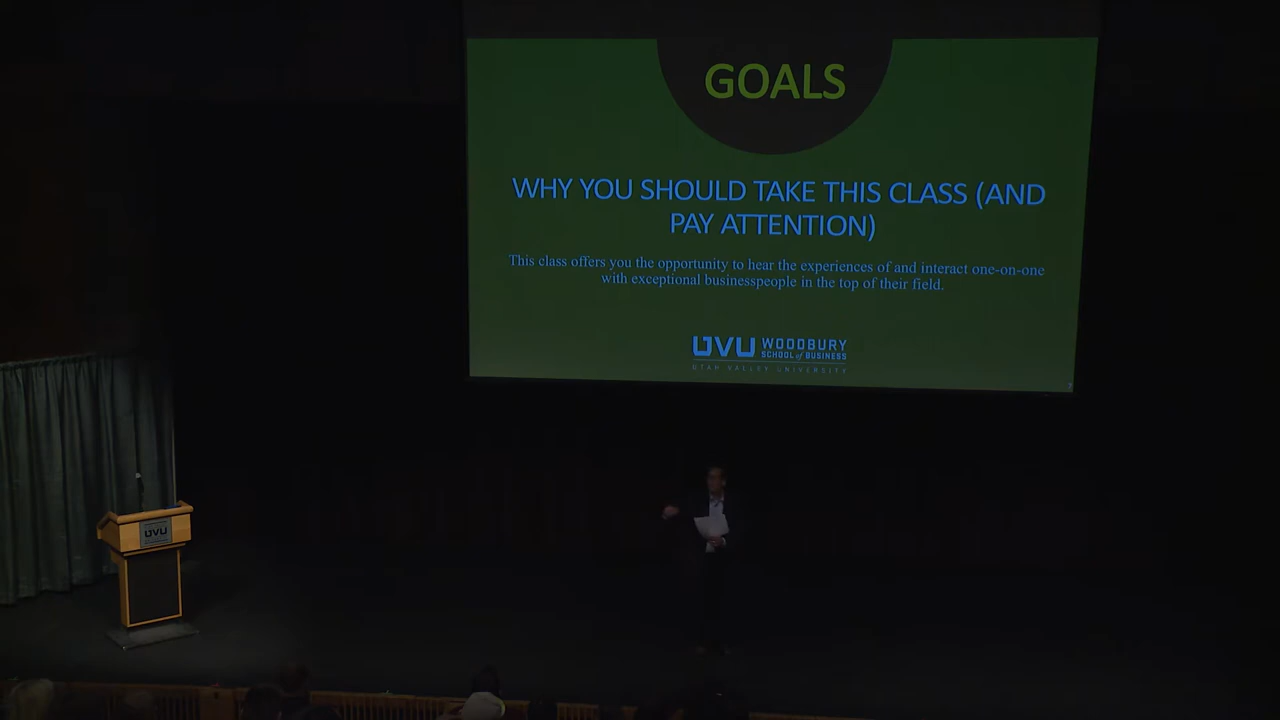 GOALS
WHY YOU SHOULD TAKE THIS CLASS (AND
PAY ATTENTION)
This class offers you the opportunity to hear the experiences of and interact one-on-one
with exceptional businesspeople in the top of their field.
UVU WOODBURY
SCHOOL of BUSINESS
UTAH VALLEY UNIVERSITY
UVU